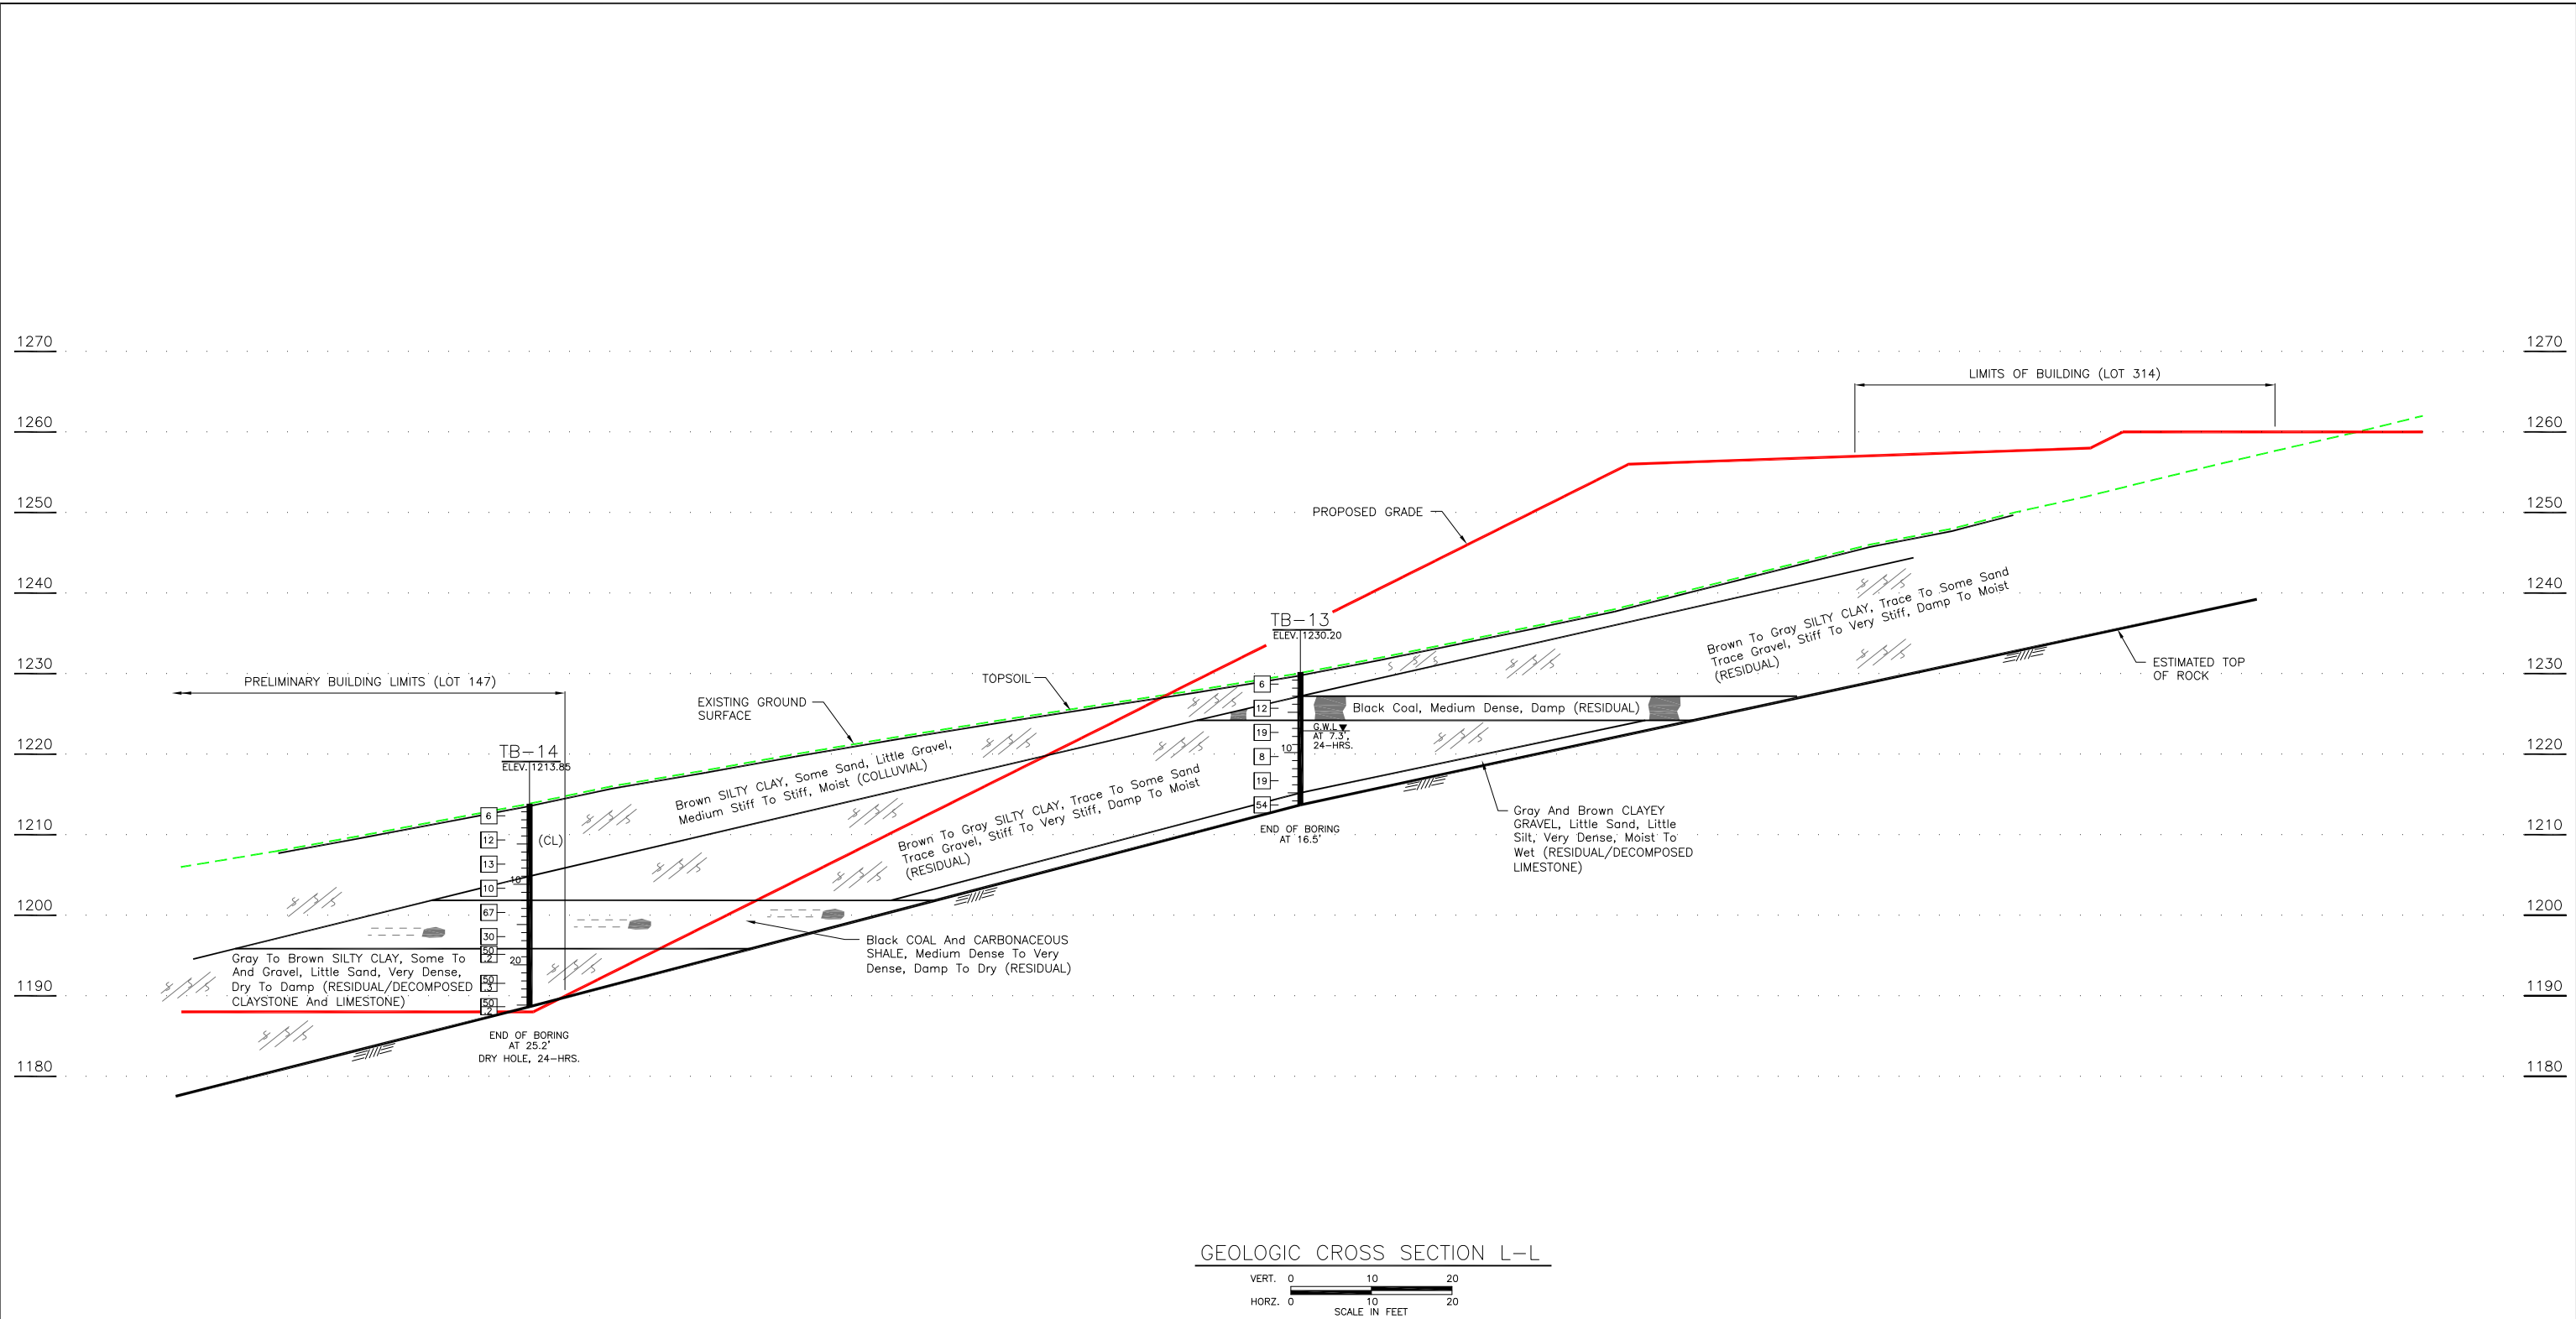 1270
1270
LIMITS OF BUILDING (LOT 314)
1260
1260
1250
PROPOSED GRADE
1250
1240
1240
Brown To Gray SILTY CLAY, Trace To Some Sand
Trace Gravel, Stiff To Very Stiff, Damp To Moist
(RESIDUAL)
TB-13
ELEV. 1230.20
1230
1230
ESTIMATED TOP
OF ROCK
PRELIMINARY BUILDING LIMITS (LOT 147)
TOPSOIL
EXISTING GROUND
SURFACE
6
12
19
8
19
54
10
Black Coal, Medium Dense, Damp (RESIDUAL)
G.W.L.
AT 7.3',
24-HRS.
1220
1220
TB-14
ELEV. 1213.85
Brown SILTY CLAY, Some Sand, Little Gravel,
Medium Stiff To Stiff, Moist (COLLUVIAL)
Brown To Gray SILTY CLAY, Trace To Some Sand
Trace Gravel, Stiff To Very Stiff, Damp To Moist
(RESIDUAL)
END OF BORING
AT 16.5'
Gray And Brown CLAYEY
GRAVEL, Little Sand, Little
Silt, Very Dense, Moist To
Wet (RESIDUAL/DECOMPOSED
LIMESTONE)
1210
1210
6
12
13
10
67
30
50
.2
50
.3
50
.2
(CL)
10
20
1200
1200
Black COAL And CARBONACEOUS
SHALE, Medium Dense To Very
Dense, Damp To Dry (RESIDUAL)
Gray To Brown SILTY CLAY, Some To
And Gravel, Little Sand, Very Dense,
Dry To Damp (RESIDUAL/DECOMPOSED
CLAYSTONE And LIMESTONE)
1190
1190
END OF BORING
AT 25.2'
DRY HOLE, 24-HRS.
1180
1180
GEOLOGIC CROSS SECTION L-L
VERT. 0 10 20
HORZ. 0 10 20
SCALE IN FEET